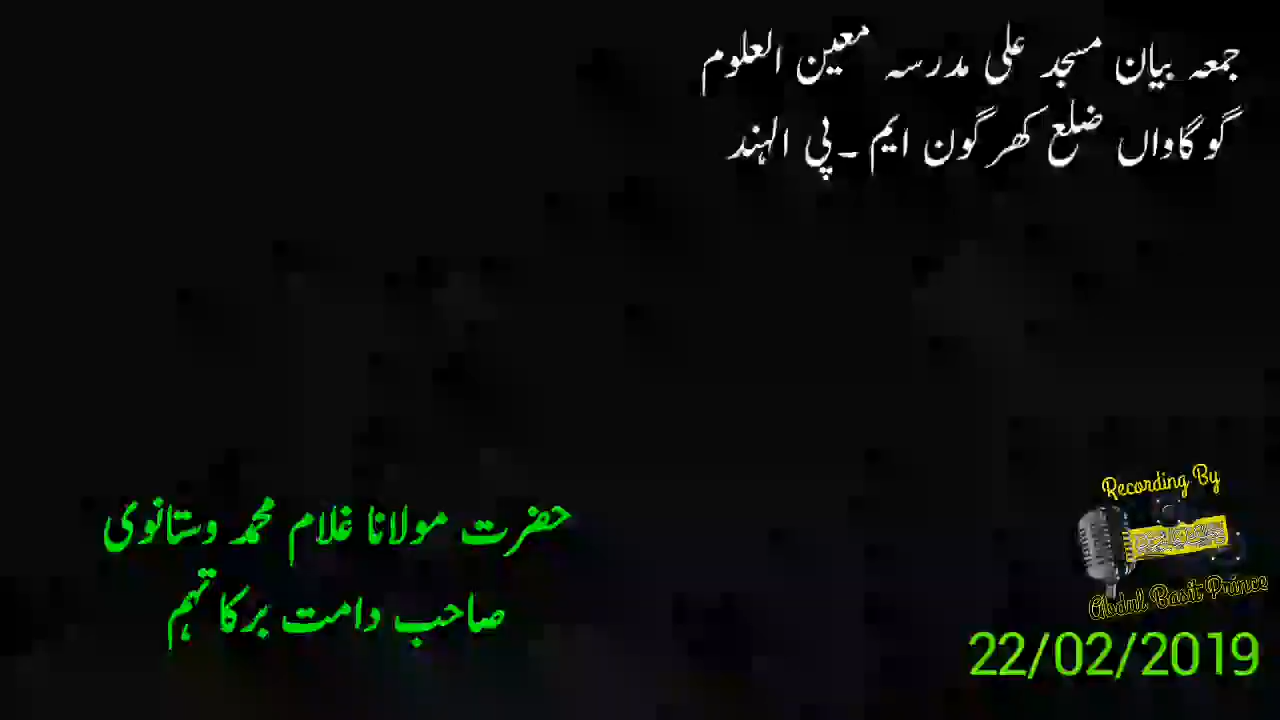 جمعہ بیان مسجد علی مدرسہ معین العلوم
گوگاواں ضلع کھرگون ایم۔پی الہند
حضرت مولانا غلام محمد وستانوی
صاحب دامت برکاتہم
Recording By
Abdul Basit Prince
22/02/2019